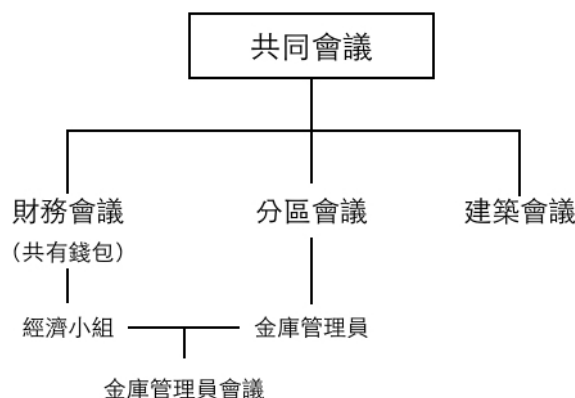 共同會議
財務會議
(共有錢包)
分區會議
建築會議
經濟小組
金庫管理員
金庫管理員會議